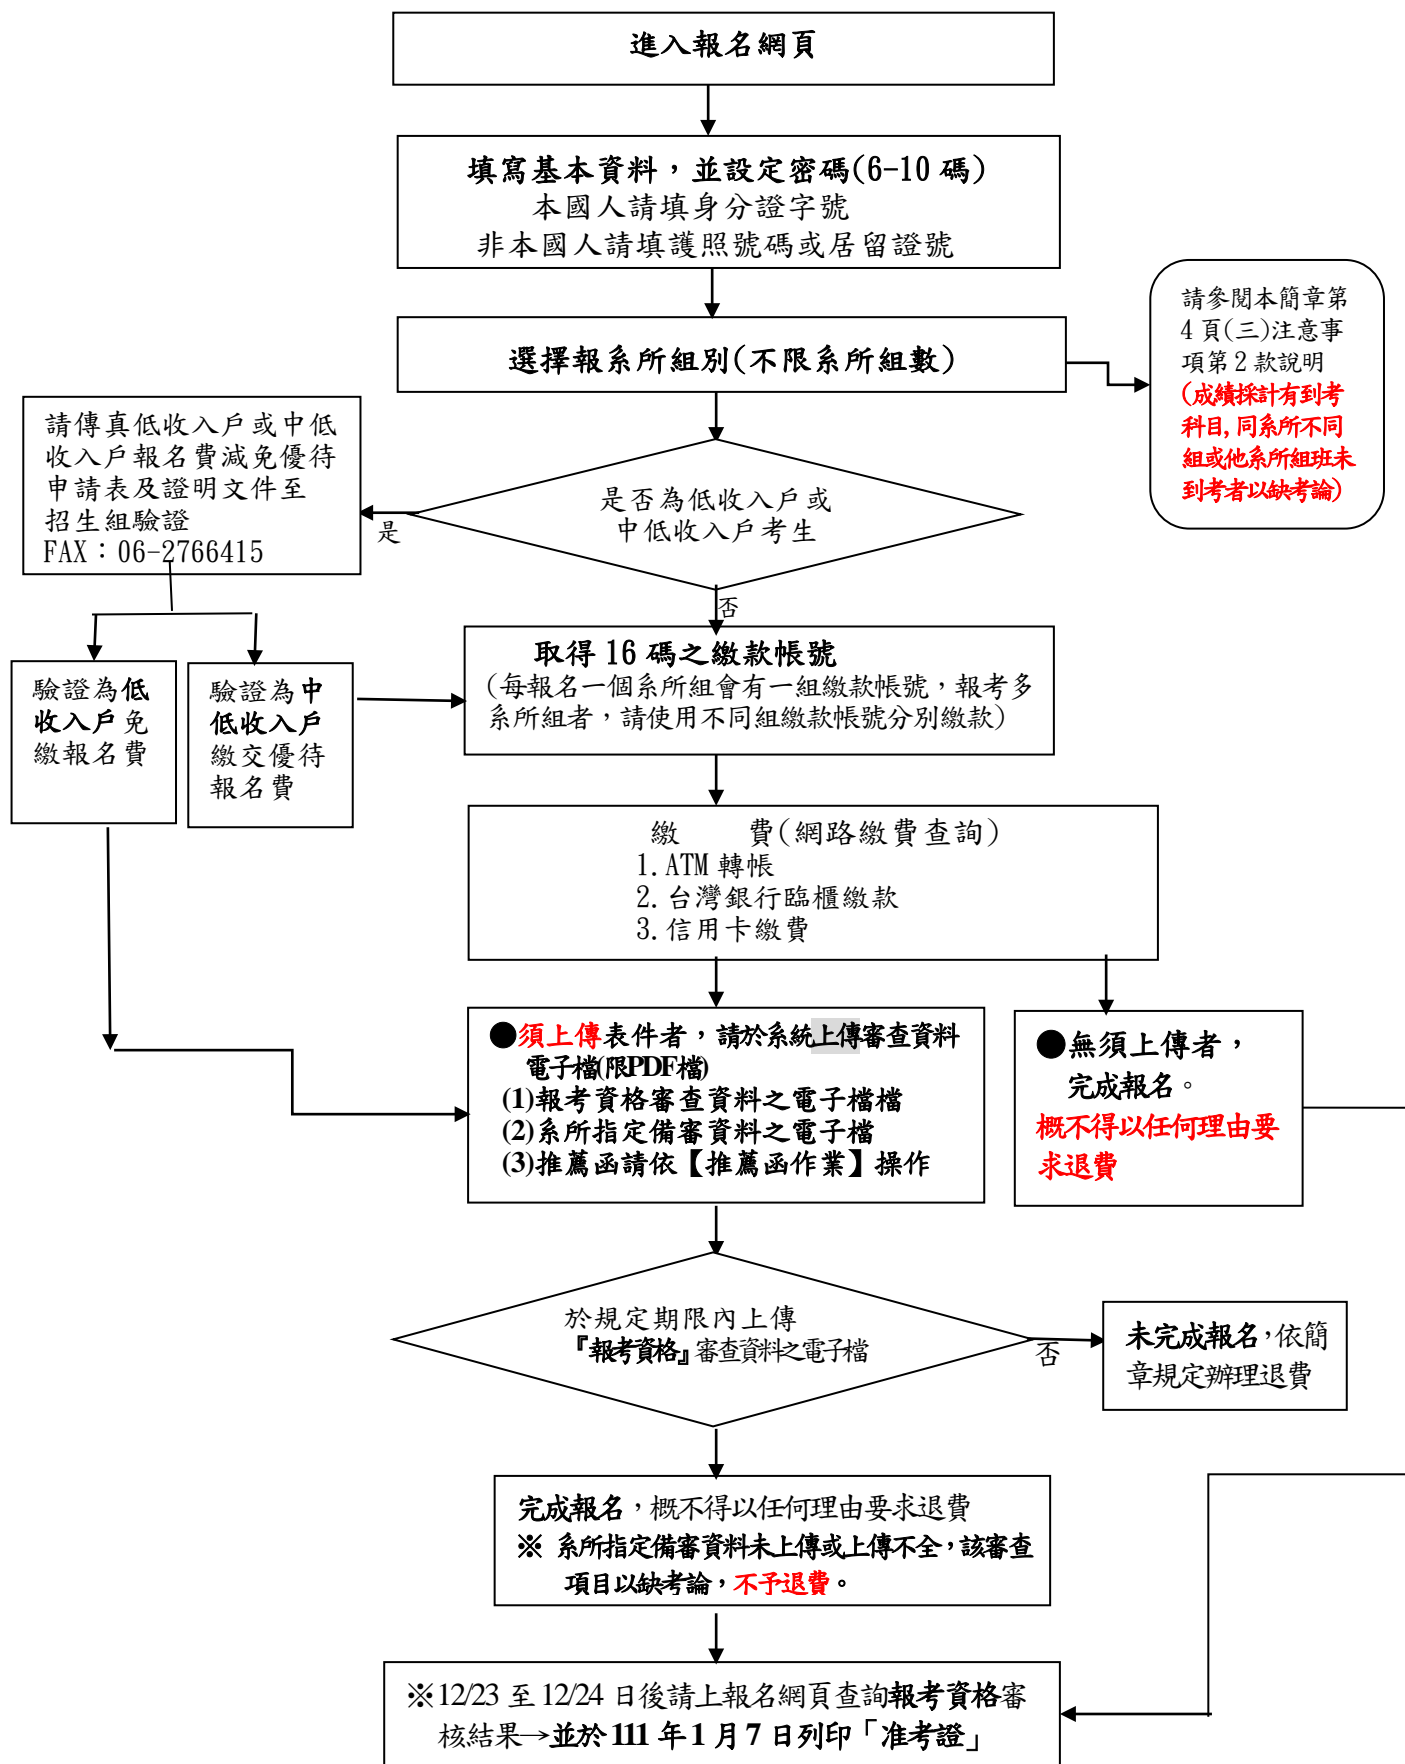 進入報名網頁
填寫基本資料，並設定密碼(6-10 碼)
本國人請填身分證字號
非本國人請填護照號碼或居留證號
選擇報系所組別(不限系所組數)
請參閱本簡章第
4 頁(三)注意事
項第 2 款說明
(成績採計有到考
科目,同系所不同
組或他系所組班未
到考者以缺考論)
請傳真低收入戶或中低
收入戶報名費減免優待
申請表及證明文件至
招生組驗證
FAX：06-2766415
是否為低收入戶或
中低收入戶考生
是
否
驗證為低
收入戶免
繳報名費
驗證為中
低收入戶
繳交優待
報名費
取得 16 碼之繳款帳號
(每報名一個系所組會有一組繳款帳號，報考多
系所組者，請使用不同組繳款帳號分別繳款)
繳 費(網路繳費查詢)
1.ATM 轉帳
2.台灣銀行臨櫃繳款
3.信用卡繳費
●須上傳表件者，請於系統上傳審查資料
電子檔(限PDF檔)
(1)報考資格審查資料之電子檔檔
(2)系所指定備審資料之電子檔
(3)推薦函請依【推薦函作業】操作
●無須上傳者，
完成報名。
概不得以任何理由要
求退費
於規定期限內上傳
『報考資格』審查資料之電子檔
否
未完成報名，依簡
章規定辦理退費
完成報名，概不得以任何理由要求退費
※ 系所指定備審資料未上傳或上傳不全，該審查
項目以缺考論，不予退費。
※12/23 至 12/24 日後請上報名網頁查詢報考資格審
核結果→並於 111 年 1 月 7 日列印「准考證」